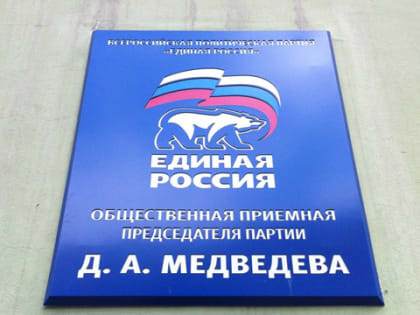 ВСЕРОССИЙСКАЯ ПОЛИТИЧЕСКАЯ ПАРТИЯ
«ЕДИНАЯ РОССИЯ»
ЕДИНАЯ
РОССИЯ
ОБЩЕСТВЕННАЯ ПРИЕМНАЯ
ПРЕДСЕДАТЕЛЯ ПАРТИИ
Д. А. МЕДВЕДЕВА